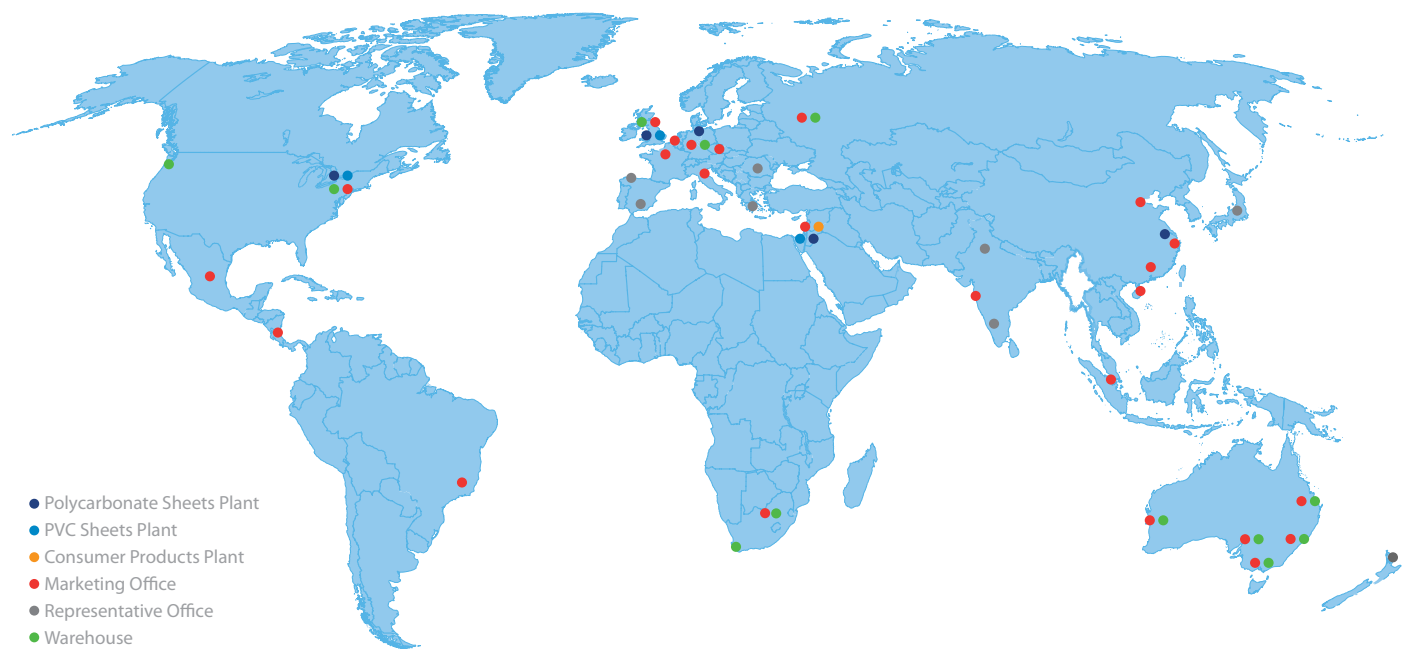 Polycarbonate Sheets Plant
PVC Sheets Plant
Consumer Products Plant
Marketing Office
Representative Office
Warehouse